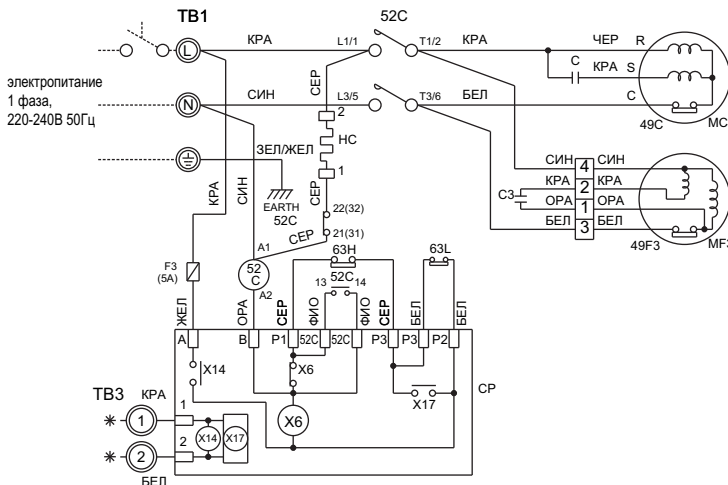 TB1
52C
L КРА L1/1 T1/2 КРА ЧЕР R
C КРА S
электропитание
1 фаза,
220-240В 50Гц
СЕР
N СИН L3/5 T3/6 БЕЛ C
2
49C MC
HC
ЗЕЛ/ЖЕЛ
1
СИН 4 СИН
КРА 2 КРА
C3
ОРА 1 ОРА
БЕЛ 3 БЕЛ
49F3 MF3
КРА
СИН
EARTH
52C
СЕР
22(32)
21(31)
СЕР
A1
F3
(5A)
52
C
A2
63H
52C
13 14
63L
ЖЕЛ
ОРА
СЕР
ФИО
ФИО
СЕР
БЕЛ
БЕЛ
A B P1 52C 52C P3 P3 P2
X14
X6
X17
CP
TB3
КРА
* 1 1
X14 X17
X6
* 2 2
БЕЛ